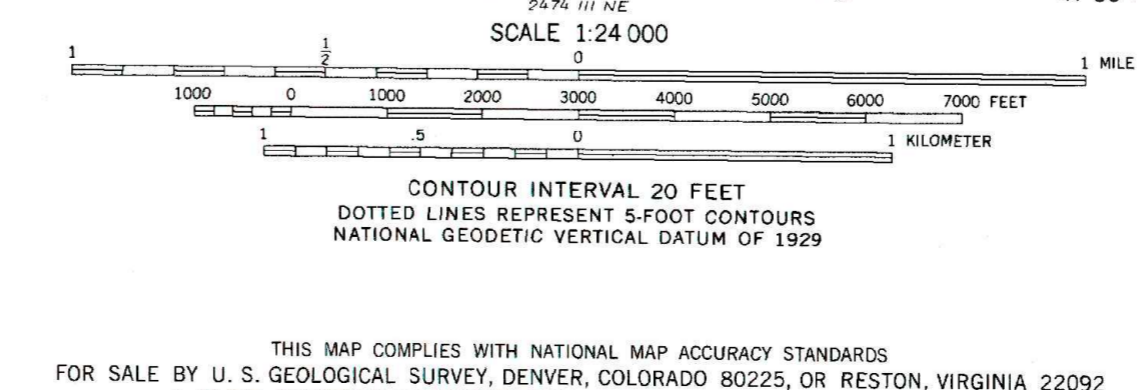 2474 III NE
SCALE 1:24 000
1 ½ 0 1 MILE
1000 0 1000 2000 3000 4000 5000 6000 7000 FEET
1 .5 0 1 KILOMETER
CONTOUR INTERVAL 20 FEET
DOTTED LINES REPRESENT 5-FOOT CONTOURS
NATIONAL GEODETIC VERTICAL DATUM OF 1929
THIS MAP COMPLIES WITH NATIONAL MAP ACCURACY STANDARDS
FOR SALE BY U. S. GEOLOGICAL SURVEY, DENVER, COLORADO 80225, OR RESTON, VIRGINIA 22092